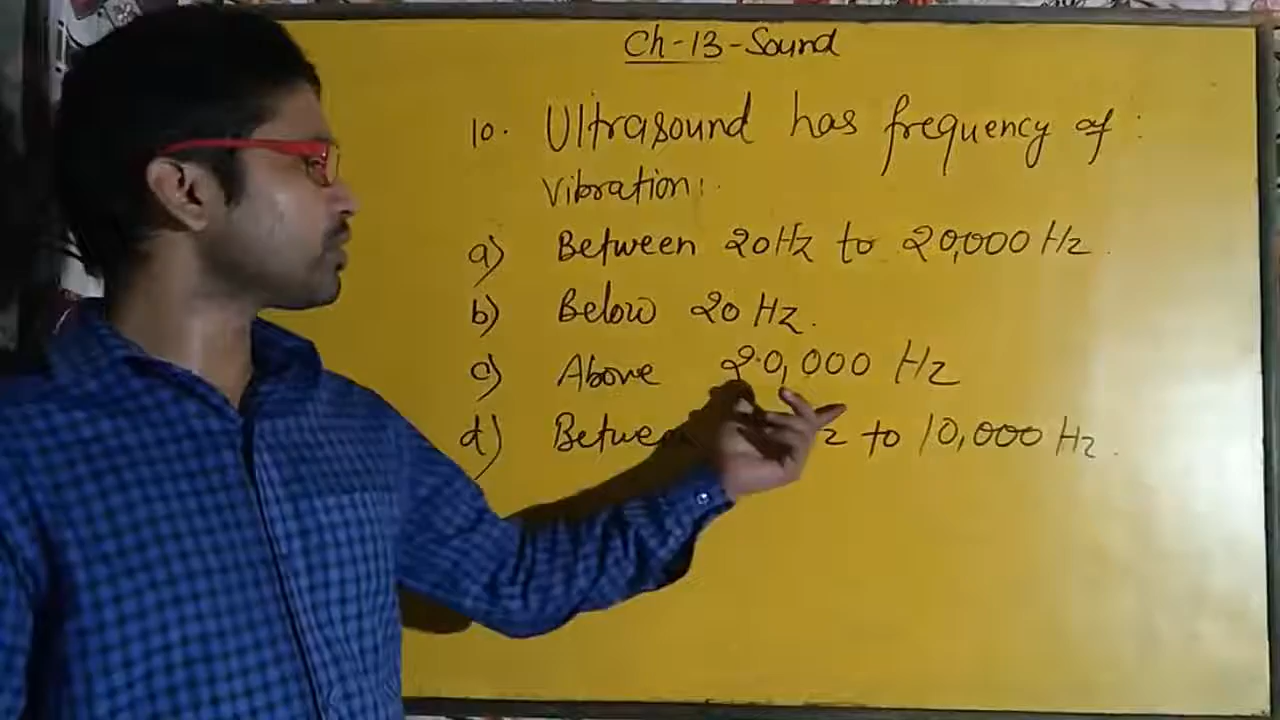 Ch-13-Sound
10. Ultrasound has frequency of :
Vibration:
a) Between 20Hz to 20,000 Hz.
b) Below 20 Hz.
c) Above 20,000 Hz
d) to 10,000 Hz.